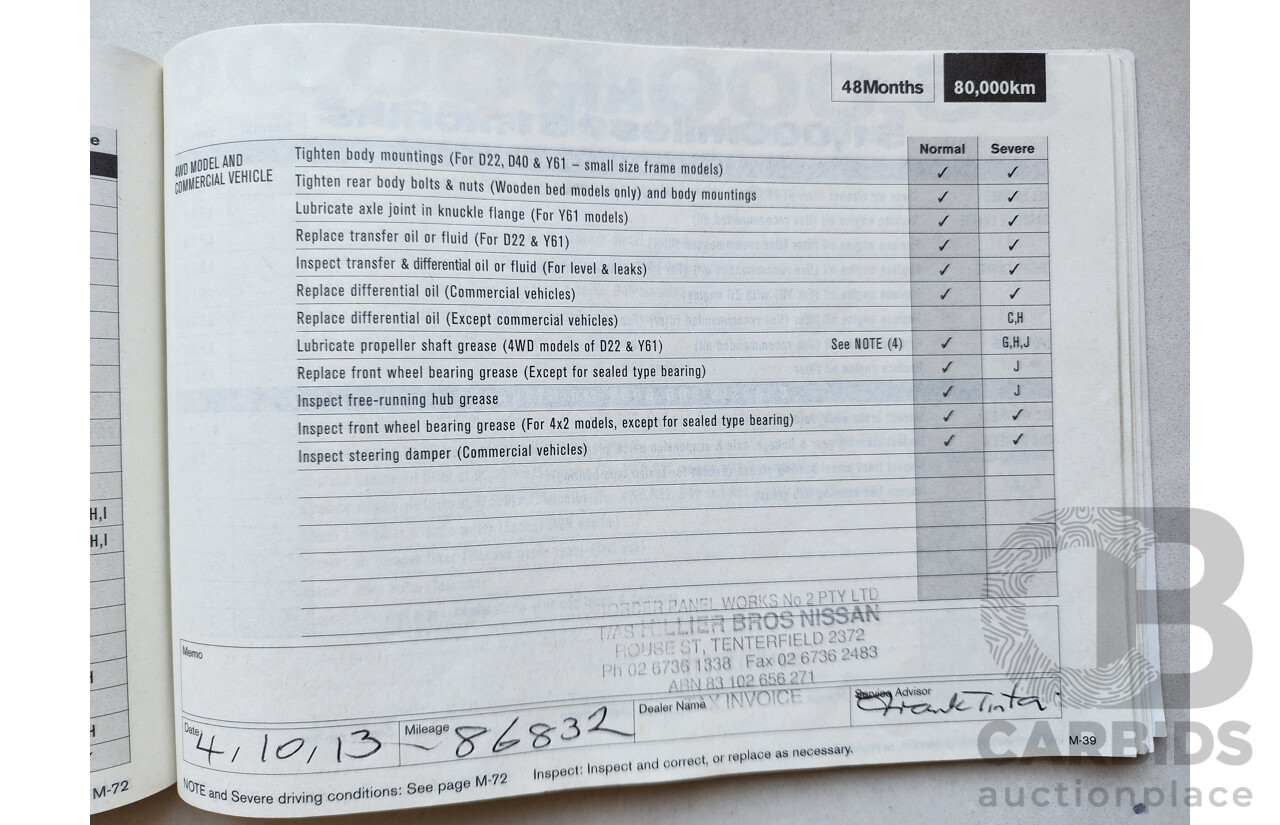 48Months 80,000km
Normal Severe
4WD MODEL AND
COMMERCIAL VEHICLE
Tighten body mountings (For D22, D40 & Y61 – small size frame models) ✓ ✓
Tighten rear body bolts & nuts (Wooden bed models only) and body mountings ✓ ✓
Lubricate axle joint in knuckle flange (For Y61 models) ✓ ✓
Replace transfer oil or fluid (For D22 & Y61) ✓ ✓
Inspect transfer & differential oil or fluid (For level & leaks) ✓ ✓
Replace differential oil (Commercial vehicles) ✓ ✓
Replace differential oil (Except commercial vehicles) C,H
Lubricate propeller shaft grease (4WD models of D22 & Y61) See NOTE (4) ✓ G,H,J
Replace front wheel bearing grease (Except for sealed type bearing) ✓ J
Inspect free-running hub grease ✓ J
Inspect front wheel bearing grease (For 4x2 models, except for sealed type bearing) ✓ ✓
Inspect steering damper (Commercial vehicles) ✓ ✓
PANEL WORKS No 2 PTY LTD
T/AS HILLIER BROS NISSAN
ROUSE ST, TENTERFIELD 2372
Ph 02 6736 1338 Fax 02 6736 2483
ABN 83 102 656 271
INVOICE
Memo
Date 4, 10, 13 Mileage 86832 Dealer Name Service Advisor Frank
NOTE and Severe driving conditions: See page M-72 Inspect: Inspect and correct, or replace as necessary. M-39
e
H,I
H,I
M-72
CARBIDS
auctionplace